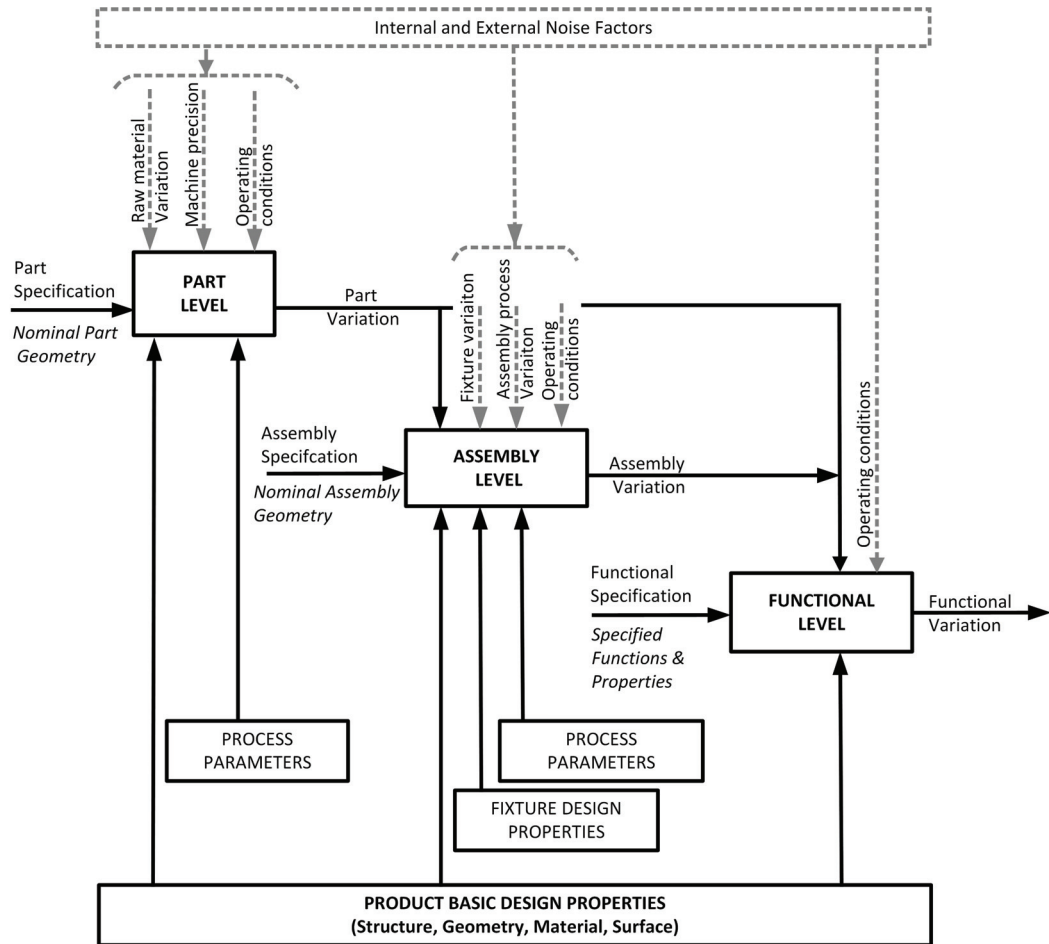 Internal and External Noise Factors
Raw material
Variation
Machine precision
Operating
conditions
Part
Specification
Nominal Part
Geometry
PART
LEVEL
Part
Variation
Fixture variaiton
Assembly process
Variaiton
Operating
conditions
Operating conditions
Assembly
Specifcation
Nominal Assembly
Geometry
ASSEMBLY
LEVEL
Assembly
Variation
Functional
Specification
Specified
Functions &
Properties
FUNCTIONAL
LEVEL
Functional
Variation
PROCESS
PARAMETERS
PROCESS
PARAMETERS
FIXTURE DESIGN
PROPERTIES
PRODUCT BASIC DESIGN PROPERTIES
(Structure, Geometry, Material, Surface)